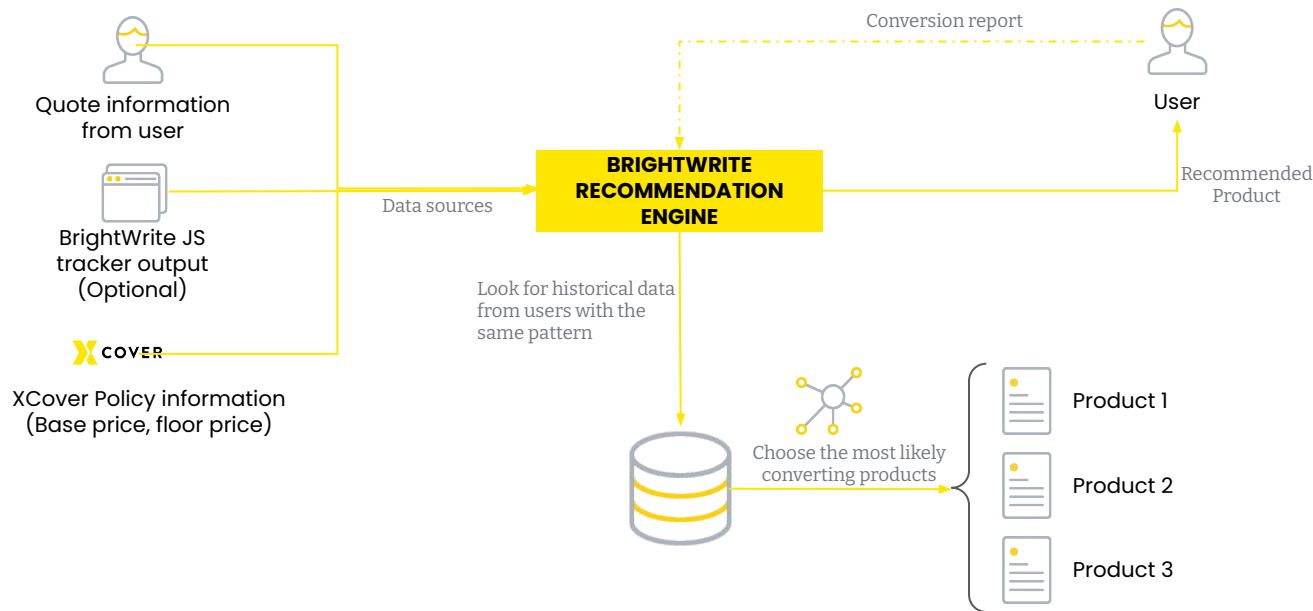 Conversion report
Quote information
from user
User
BRIGHTWRITE
RECOMMENDATION
ENGINE
Data sources
Recommended
Product
BrightWrite JS
tracker output
(Optional)
Look for historical data
from users with the
same pattern
XCOVER
XCover Policy information
(Base price, floor price)
Choose the most likely
converting products
Product 1
Product 2
Product 3